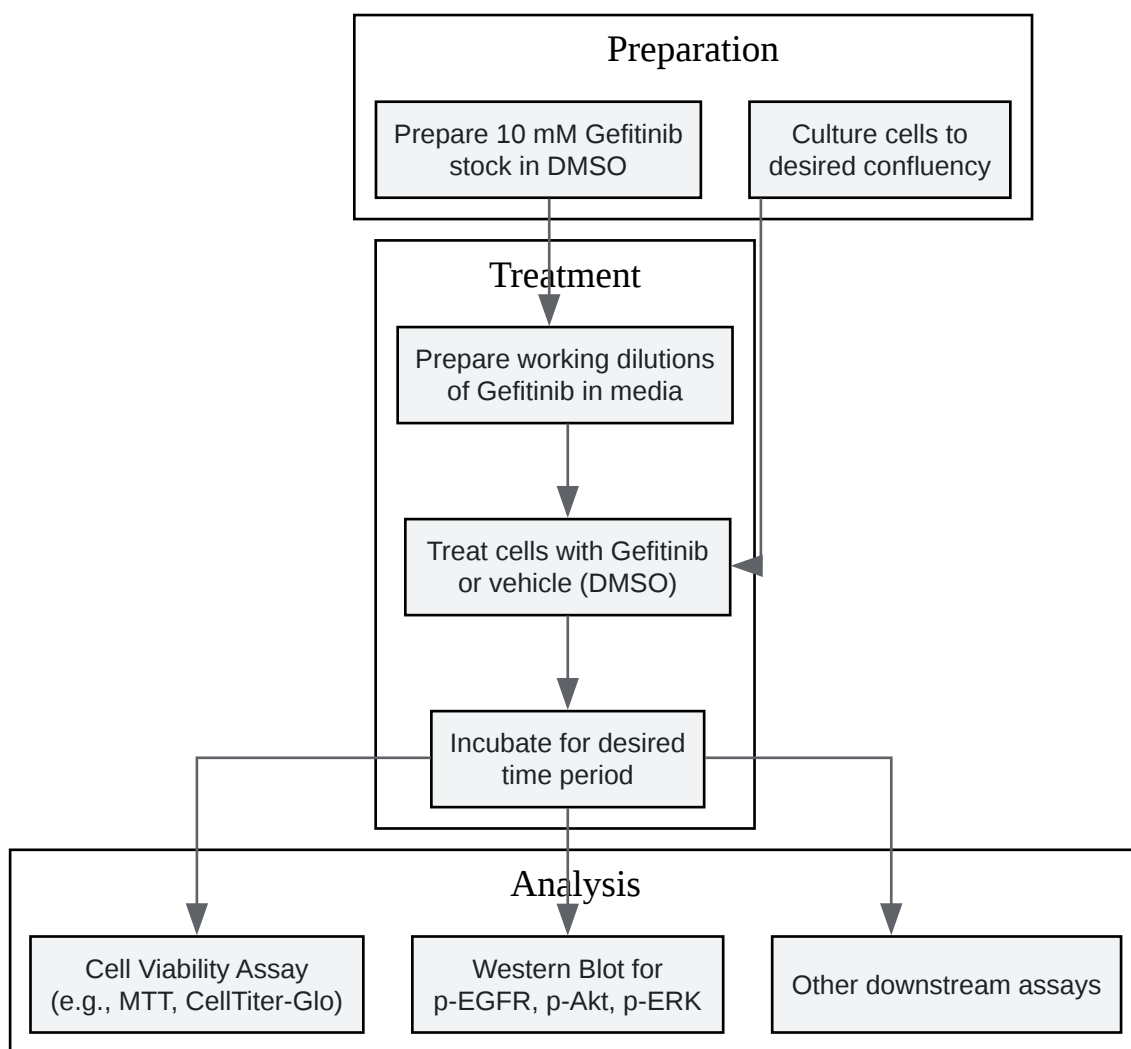 Preparation
Prepare 10 mM Gefitinib
stock in DMSO
Culture cells to
desired confluency
Treatment
Prepare working dilutions
of Gefitinib in media
Treat cells with Gefitinib
or vehicle (DMSO)
Incubate for desired
time period
Analysis
Cell Viability Assay
(e.g., MTT, CellTiter-Glo)
Western Blot for
p-EGFR, p-Akt, p-ERK
Other downstream assays